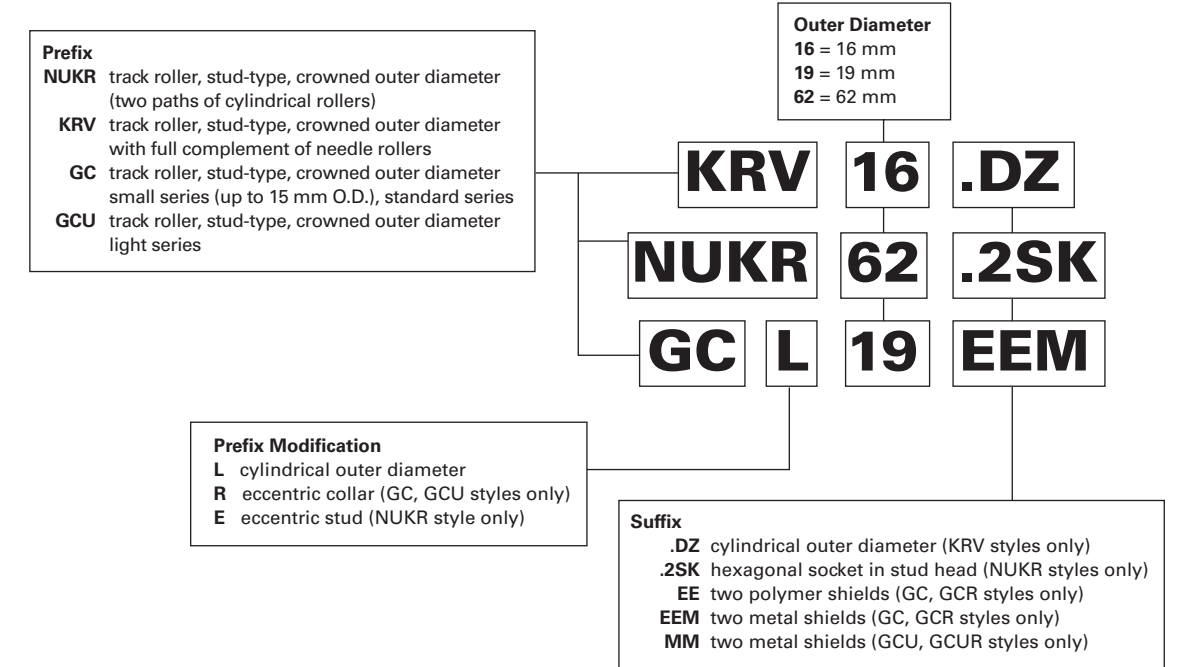 Outer Diameter
16 = 16 mm
19 = 19 mm
62 = 62 mm
Prefix
NUKR track roller, stud-type, crowned outer diameter
(two paths of cylindrical rollers)
KRV track roller, stud-type, crowned outer diameter
with full complement of needle rollers
GC track roller, stud-type, crowned outer diameter
small series (up to 15 mm O.D.), standard series
GCU track roller, stud-type, crowned outer diameter
light series
KRV 16 .DZ
NUKR 62 .2SK
GC L 19 EEM
Prefix Modification
L cylindrical outer diameter
R eccentric collar (GC, GCU styles only)
E eccentric stud (NUKR style only)
Suffix
.DZ cylindrical outer diameter (KRV styles only)
.2SK hexagonal socket in stud head (NUKR styles only)
EE two polymer shields (GC, GCR styles only)
EEM two metal shields (GC, GCR styles only)
MM two metal shields (GCU, GCUR styles only)